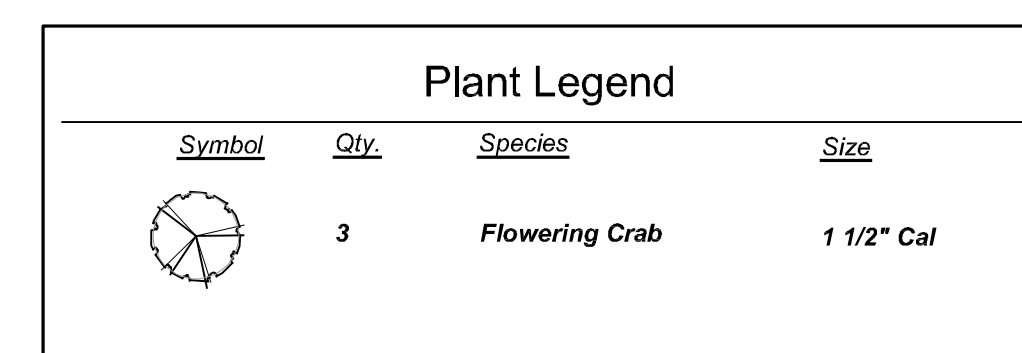 Plant Legend
Symbol Qty. Species Size
3 Flowering Crab 1 1/2" Cal